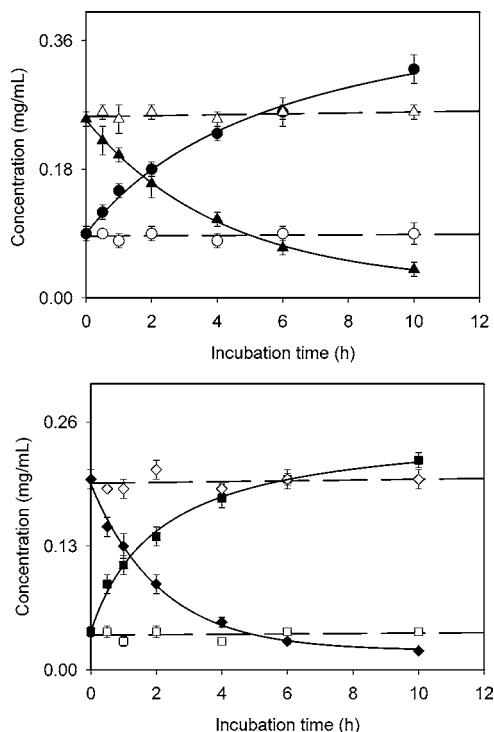 0.36
Concentration (mg/mL)
0.18
0.00
0 2 4 6 8 10 12
Incubation time (h)
0.26
Concentration (mg/mL)
0.13
0.00
0 2 4 6 8 10 12
Incubation time (h)